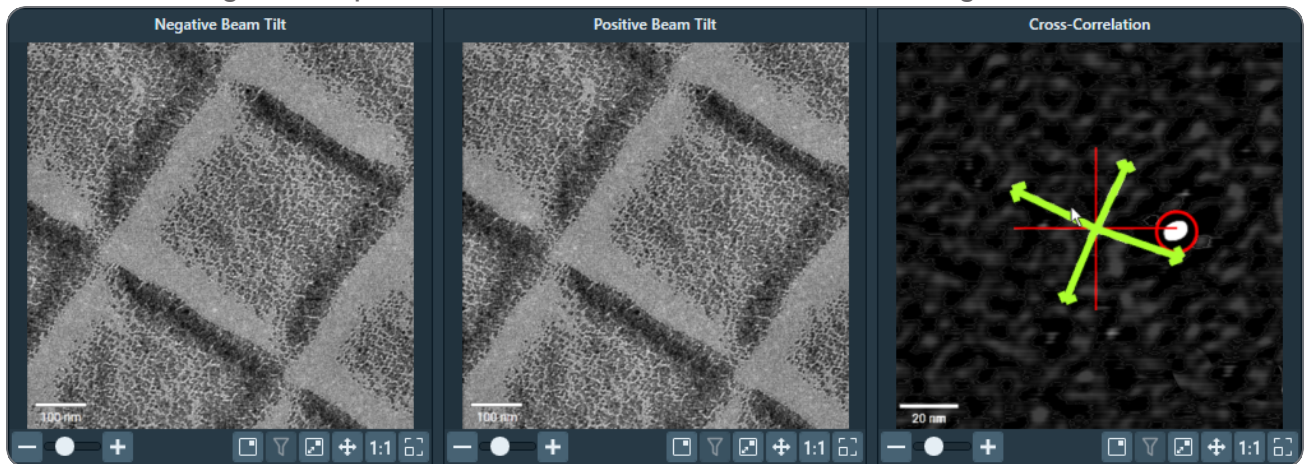 Negative Beam Tilt
Positive Beam Tilt
Cross-Correlation
100 nm
100 nm
20 nm
1:1
1:1
1:1